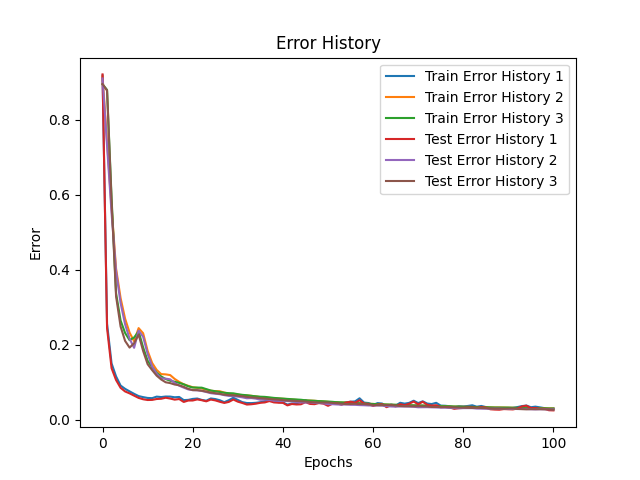 Error History
Train Error History 1
Train Error History 2
Train Error History 3
Test Error History 1
Test Error History 2
Test Error History 3
Error
0.8
0.6
0.4
0.2
0.0
0 20 40 60 80 100
Epochs